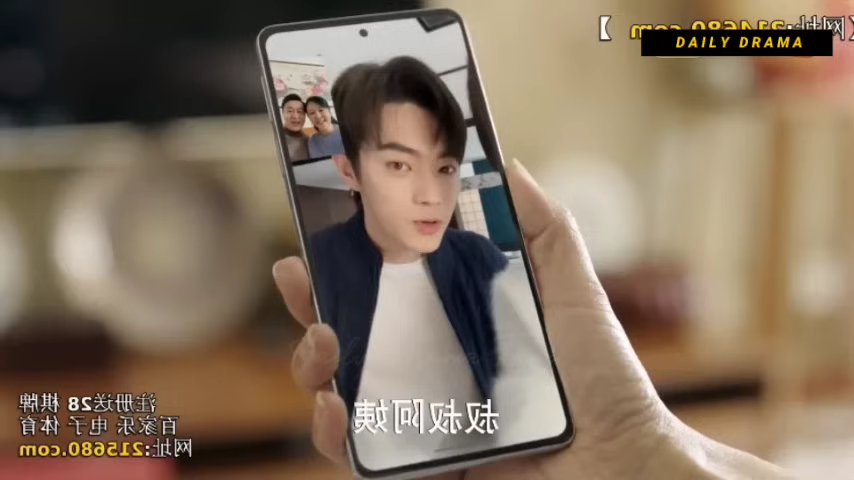 【网址:215680.com 】
DAILY DRAMA
叔叔阿姨
注册送28 棋牌
百家乐 电子 体育
网址:215680.com